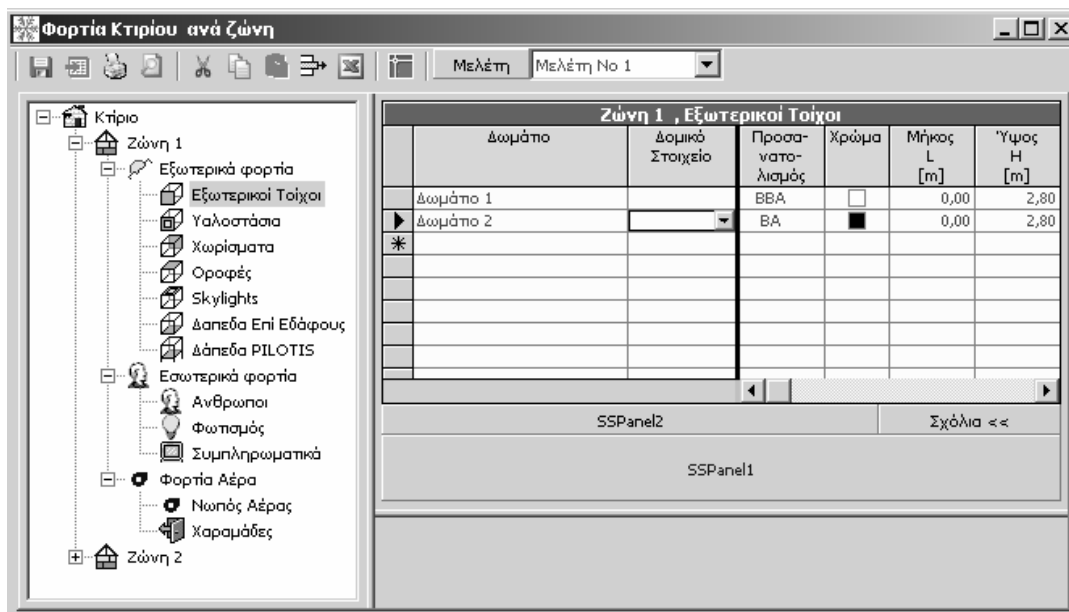 Φορτία Κτιρίου ανά ζώνη
Μελέτη
Μελέτη No 1
Κτίριο
Ζώνη 1
Εξωτερικά φορτία
Εξωτερικοί Τοίχοι
Υαλοστάσια
Χωρίσματα
Οροφές
Skylights
Δαπεδα Επί Εδάφους
Δάπεδα PILOTIS
Εσωτερικά φορτία
Ανθρωποι
Φωτισμός
Συμπληρωματικά
Φορτία Αέρα
Νωπός Αέρας
Χαραμάδες
Ζώνη 2
Ζώνη 1 , Εξωτερικοί Τοίχοι
Δωμάτιο
Δομικό
Στοιχείο
Προσα-
νατο-
λισμός
Χρώμα
Μήκος
L
[m]
Ύψος
H
[m]
Δωμάτιο 1 ΒΒΑ 0,00 2,80
Δωμάτιο 2 ΒΑ 0,00 2,80
SSPanel2
Σχόλια <<
SSPanel1